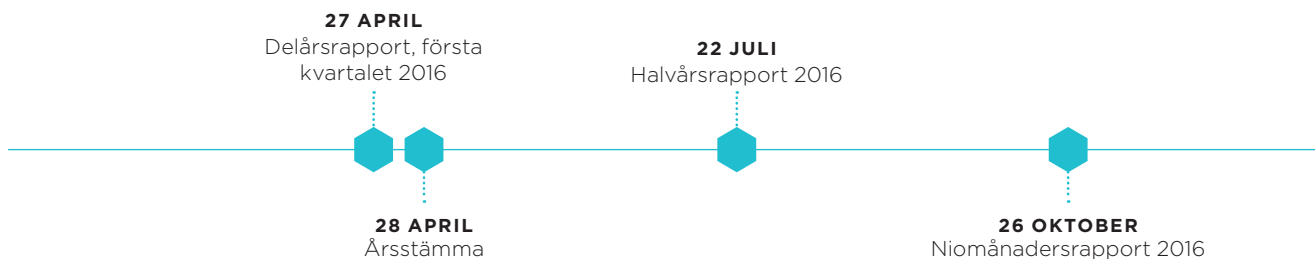 27 APRIL
Delårsrapport, första
kvartalet 2016
28 APRIL
Årsstämma
22 JULI
Halvårsrapport 2016
26 OKTOBER
Niomånadersrapport 2016